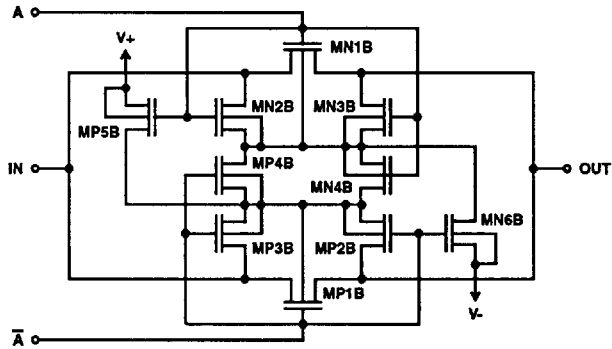 A
V+
MN1B
MN2B
MN3B
MP5B
MP4B
IN
OUT
MN4B
MN6B
MP3B
MP2B
MP1B
V-
A̅